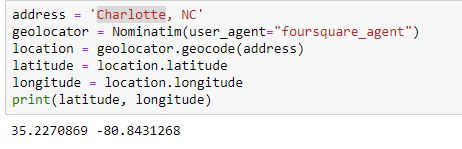 address = 'Charlotte, NC'
geolocator = Nominatim(user_agent="foursquare_agent")
location = geolocator.geocode(address)
latitude = location.latitude
longitude = location.longitude
print(latitude, longitude)
35.2270869 -80.8431268